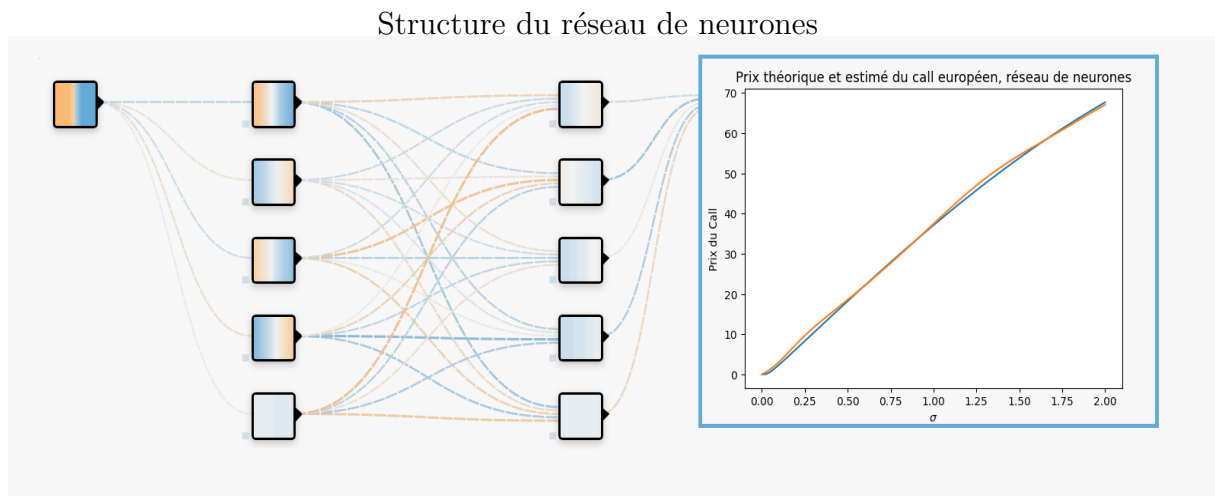 Structure du réseau de neurones
Prix théorique et estimé du call européen, réseau de neurones
70
60
50
40
30
20
10
0
Prix du Call
0.00 0.25 0.50 0.75 1.00 1.25 1.50 1.75 2.00
σ